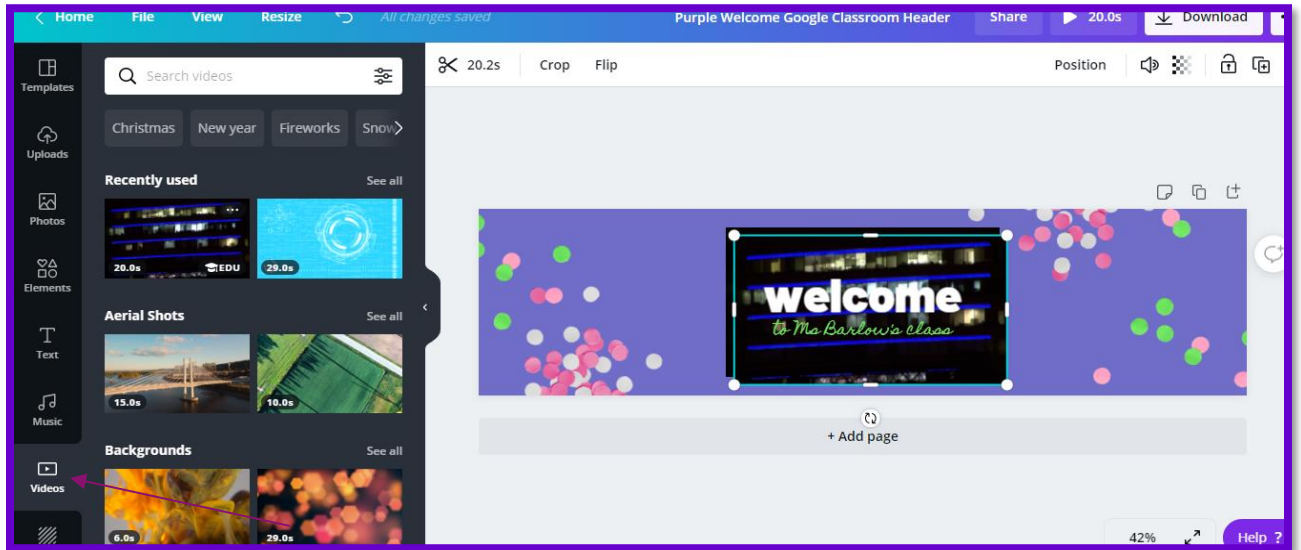 Home File View Resize All changes saved Purple Welcome Google Classroom Header Share 20.0s Download
Templates
Uploads
Photos
Elements
Text
Music
Videos
Search videos
Christmas New year Fireworks Snow
Recently used See all
20.0s EDU 29.0s
Aerial Shots See all
15.0s 10.0s
Backgrounds See all
6.0s 29.0s
20.2s Crop Flip Position
welcome
to Ms Barlow's class
+ Add page
42% Help ?